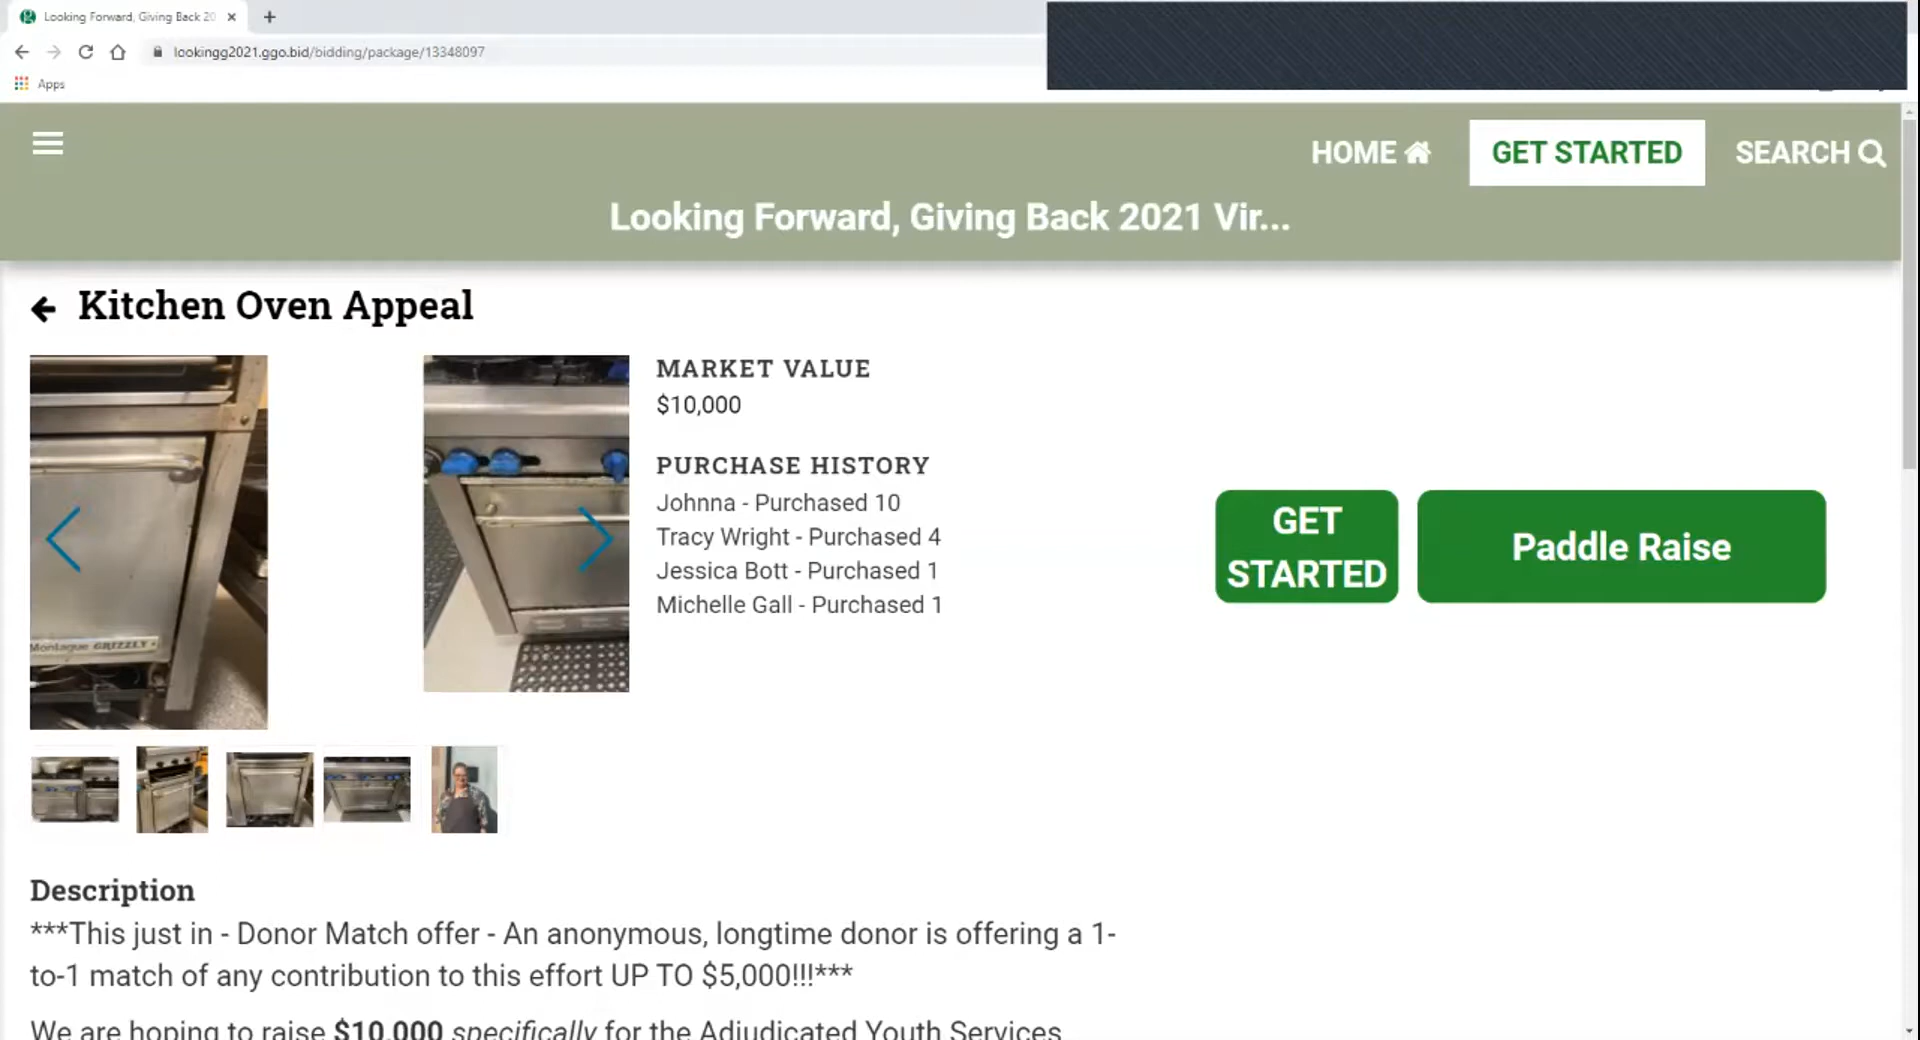 Looking Forward, Giving Back 20
lookingg2021.ggo.bid/bidding/package/13348097
Apps
HOME
GET STARTED
SEARCH
Looking Forward, Giving Back 2021 Vir...
Kitchen Oven Appeal
MARKET VALUE
$10,000
PURCHASE HISTORY
Johnna - Purchased 10
Tracy Wright - Purchased 4
Jessica Bott - Purchased 1
Michelle Gall - Purchased 1
GET
STARTED
Paddle Raise
Montague GRIZZLY
Description
***This just in - Donor Match offer - An anonymous, longtime donor is offering a 1-
to-1 match of any contribution to this effort UP TO $5,000!!!***
We are hoping to raise $10,000 specifically for the Adjudicated Youth Services